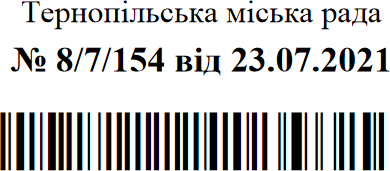 Тернопільська міська рада
№ 8/7/154 від 23.07.2021